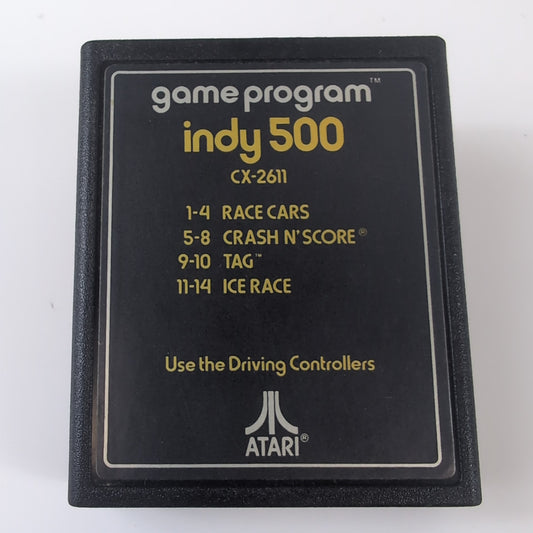 game program™
indy 500
CX-2611
1-4 RACE CARS
5-8 CRASH N' SCORE®
9-10 TAG™
11-14 ICE RACE
Use the Driving Controllers
ATARI®